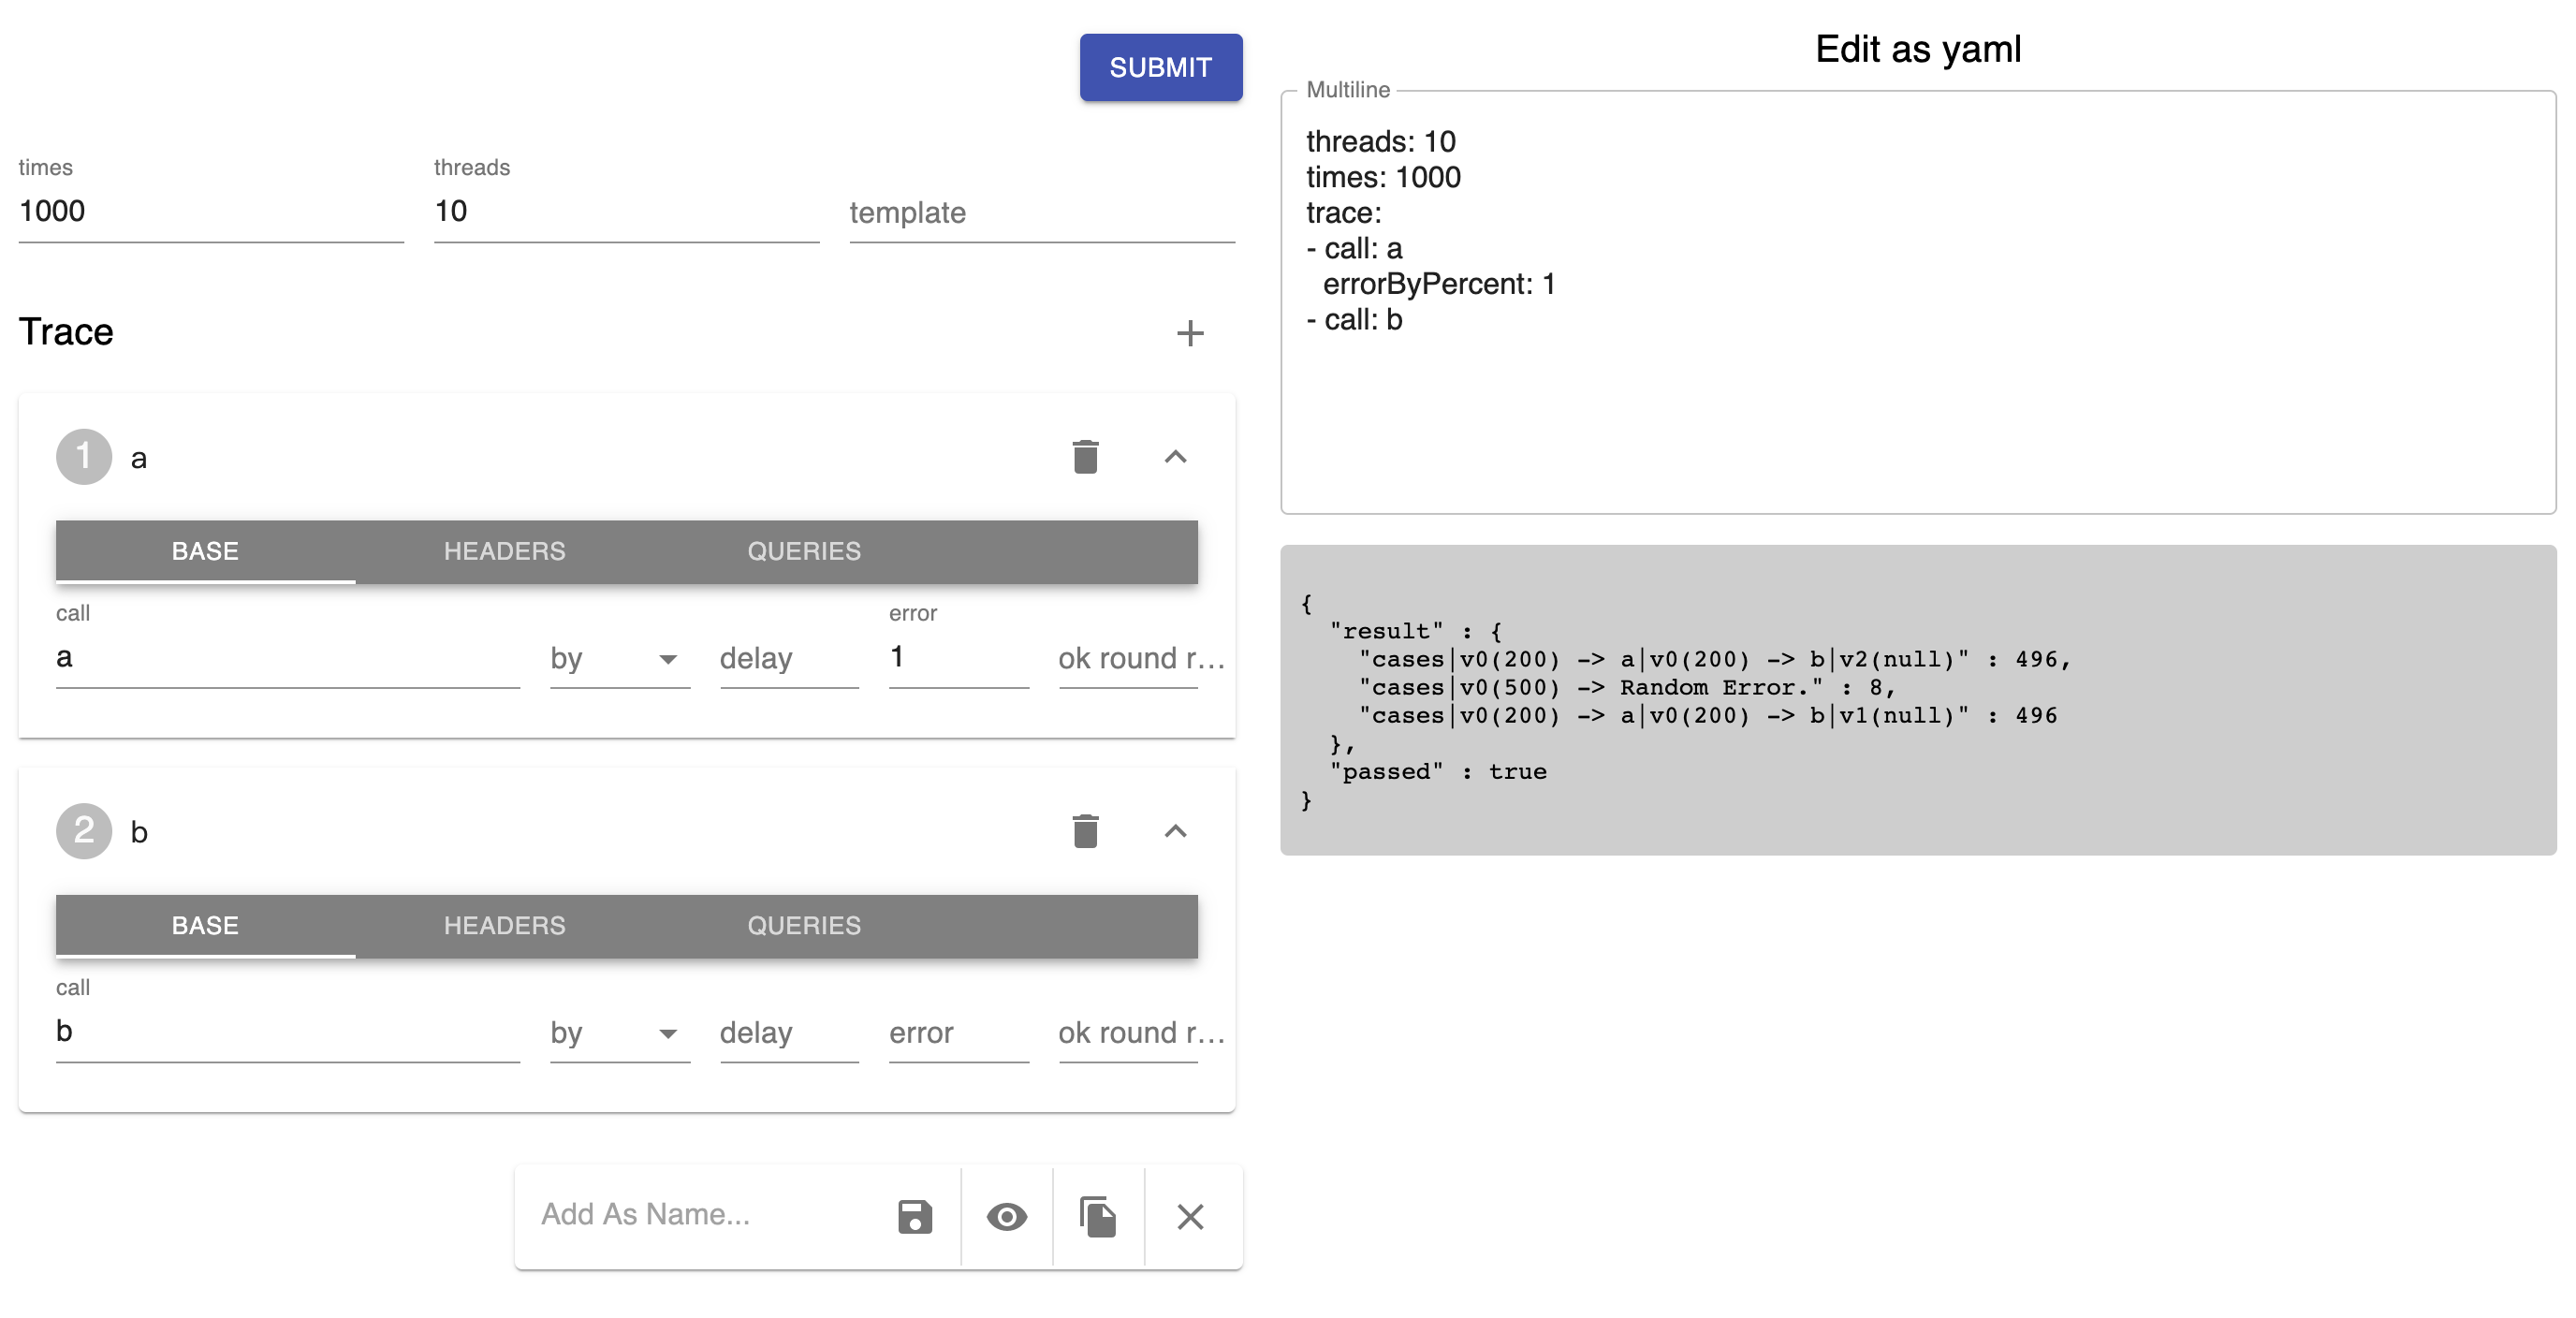 SUBMIT
times
threads
1000
10
template
Trace
1 a
BASE HEADERS QUERIES
call
error
a
by
delay
1
ok round r...
2 b
BASE HEADERS QUERIES
call
b
by
delay
error
ok round r...
Add As Name...
Edit as yaml
Multiline
threads: 10
times: 1000
trace:
- call: a
  errorByPercent: 1
- call: b
{
  "result" : {
    "cases|v0(200) -> a|v0(200) -> b|v2(null)" : 496,
    "cases|v0(500) -> Random Error." : 8,
    "cases|v0(200) -> a|v0(200) -> b|v1(null)" : 496
  },
  "passed" : true
}